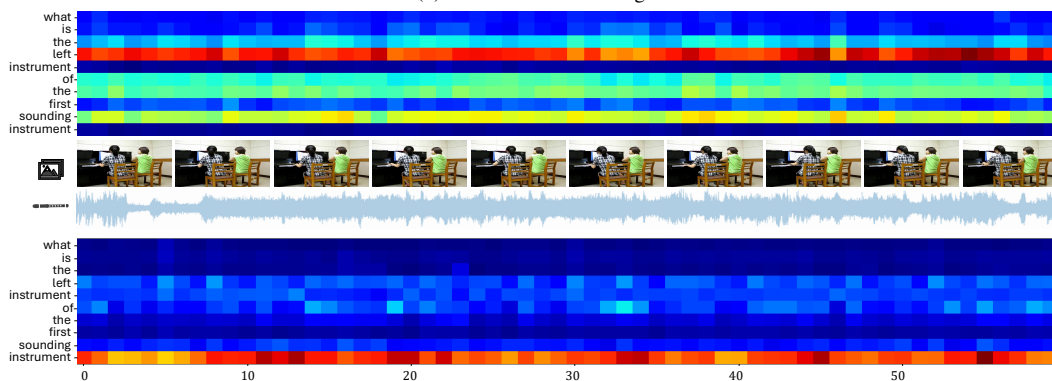 what
is
the
left
instrument
of
the
first
sounding
instrument
what
is
the
left
instrument
of
the
first
sounding
instrument
0 10 20 30 40 50